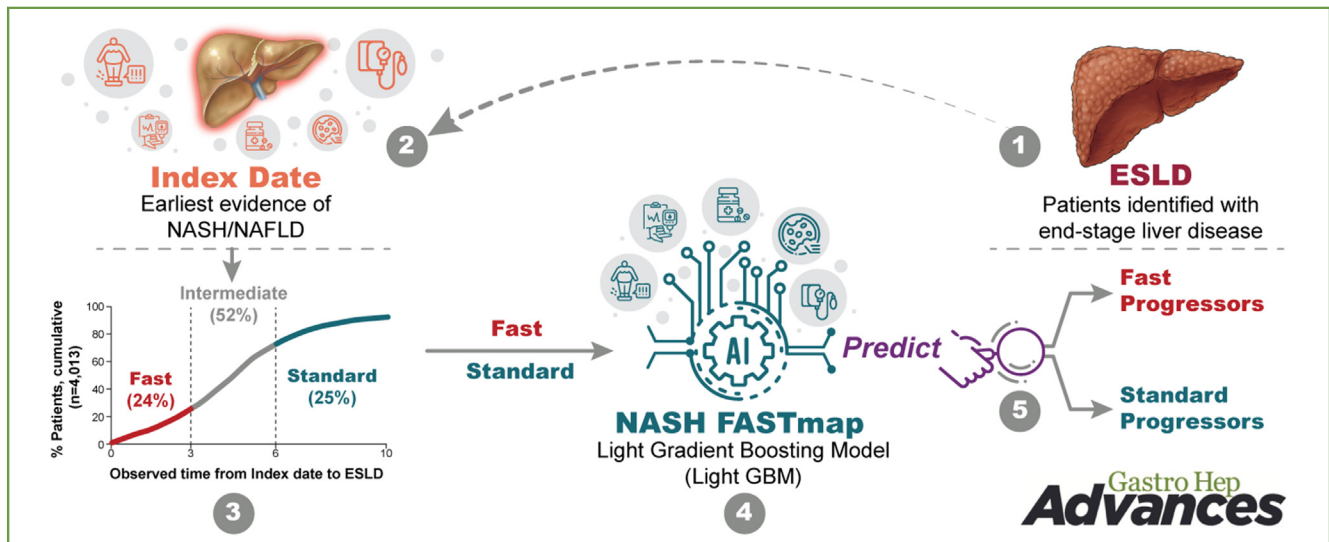 2
1
Index Date
Earliest evidence of
NASH/NAFLD
ESLD
Patients identified with
end-stage liver disease
Intermediate
(52%)
% Patients, cumulative
(n=4,013)
100
80
60
40
20
0
Fast
(24%)
Standard
(25%)
0
3
6
10
Observed time from Index date to ESLD
3
Fast
Standard
AI
NASH FASTmap
Light Gradient Boosting Model
(Light GBM)
4
Predict
5
Fast
Progressors
Standard
Progressors
Gastro Hep
Advances